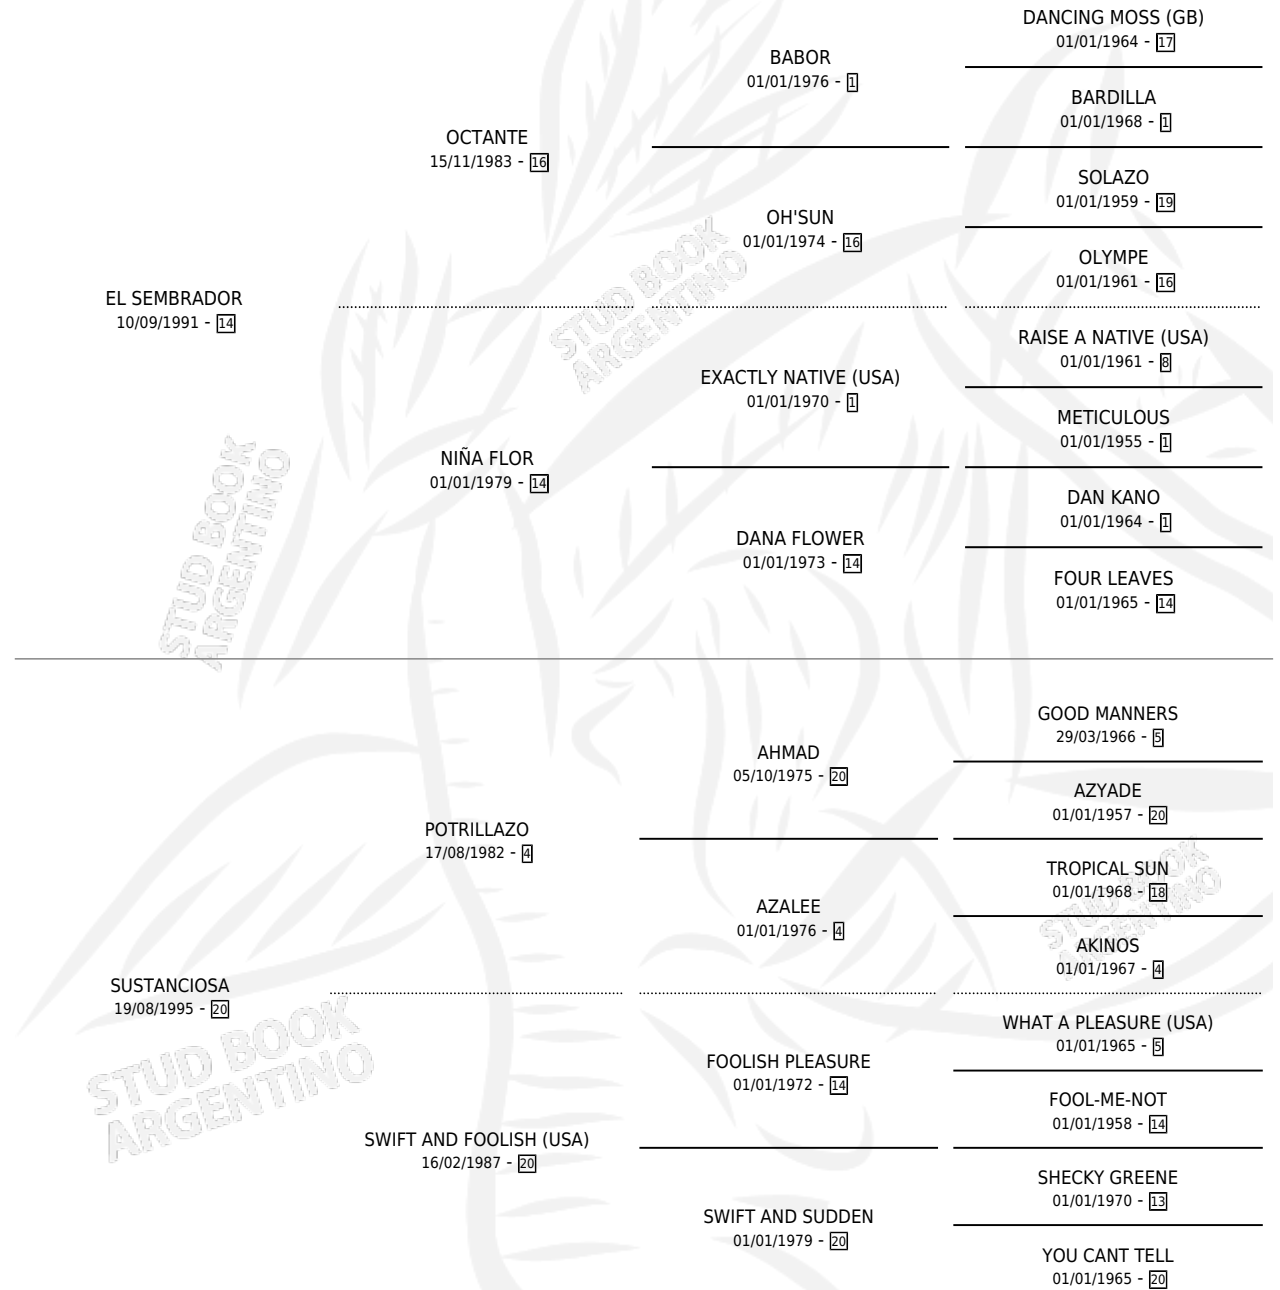 DANCING MOSS (GB)
01/01/1964 - 17
BABOR
01/01/1976 - 1
BARDILLA
01/01/1968 - 1
OCTANTE
15/11/1983 - 16
SOLAZO
01/01/1959 - 19
OH'SUN
01/01/1974 - 16
OLYMPE
01/01/1961 - 16
EL SEMBRADOR
10/09/1991 - 14
RAISE A NATIVE (USA)
01/01/1961 - 8
EXACTLY NATIVE (USA)
01/01/1970 - 1
METICULOUS
01/01/1955 - 1
NIÑA FLOR
01/01/1979 - 14
DAN KANO
01/01/1964 - 1
DANA FLOWER
01/01/1973 - 14
FOUR LEAVES
01/01/1965 - 14
STUD BOOK
ARGENTINO
STUD BOOK
ARGENTINO
GOOD MANNERS
29/03/1966 - 5
AHMAD
05/10/1975 - 20
AZYADE
01/01/1957 - 20
POTRILLAZO
17/08/1982 - 4
TROPICAL SUN
01/01/1968 - 18
AZALEE
01/01/1976 - 4
AKINOS
01/01/1967 - 4
SUSTANCIOSA
19/08/1995 - 20
WHAT A PLEASURE (USA)
01/01/1965 - 5
FOOLISH PLEASURE
01/01/1972 - 14
FOOL-ME-NOT
01/01/1958 - 14
SWIFT AND FOOLISH (USA)
16/02/1987 - 20
SHECKY GREENE
01/01/1970 - 13
SWIFT AND SUDDEN
01/01/1979 - 20
YOU CANT TELL
01/01/1965 - 20
STUD BOOK
ARGENTINO
STUD BOOK
ARGENTINO